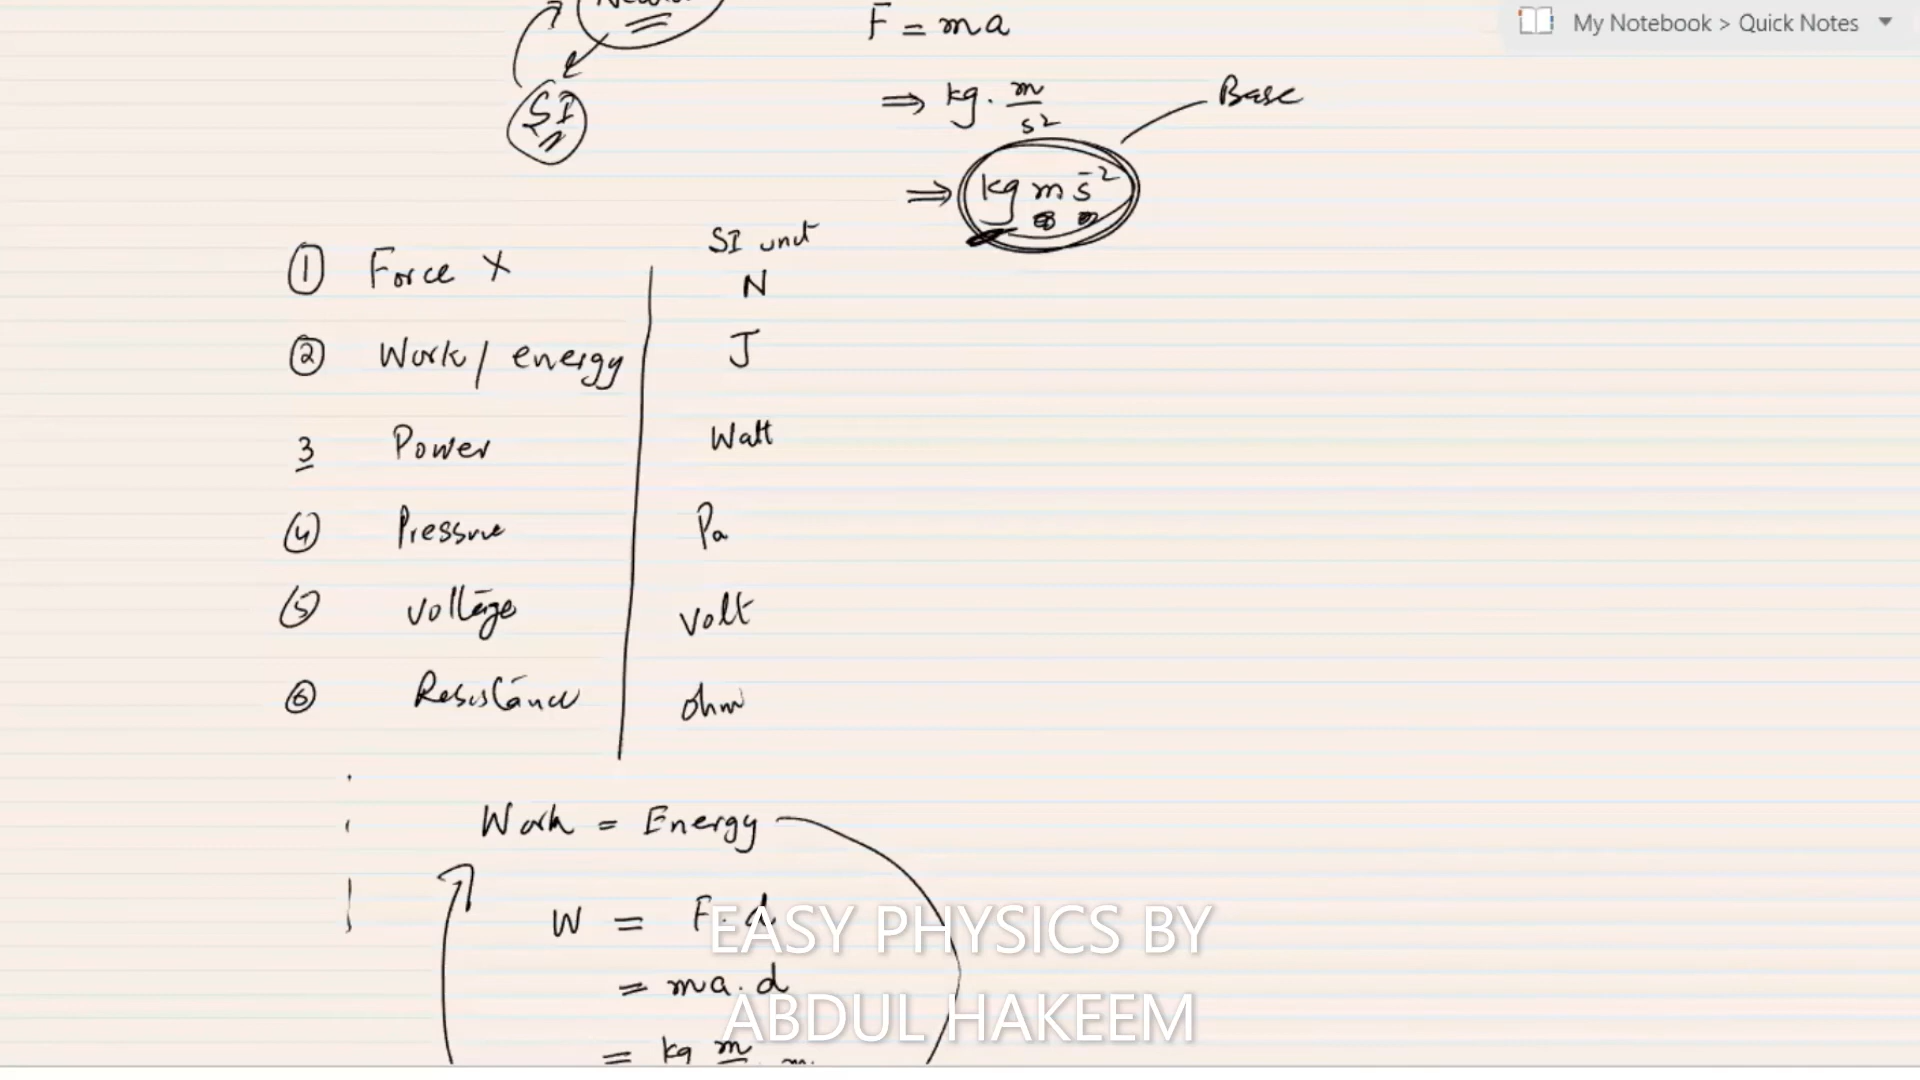 My Notebook > Quick Notes
F = ma
⇒ kg . m/s²
Base
SI
⇒ kg m s⁻²
SI unit
① Force X N
② Work / energy J
3 Power Watt
④ Pressure Pa
⑤ voltage volt
⑥ Resistance ohm
Work = Energy
W = F. d
= ma. d
= kg m . m
EASY PHYSICS BY
ABDUL HAKEEM